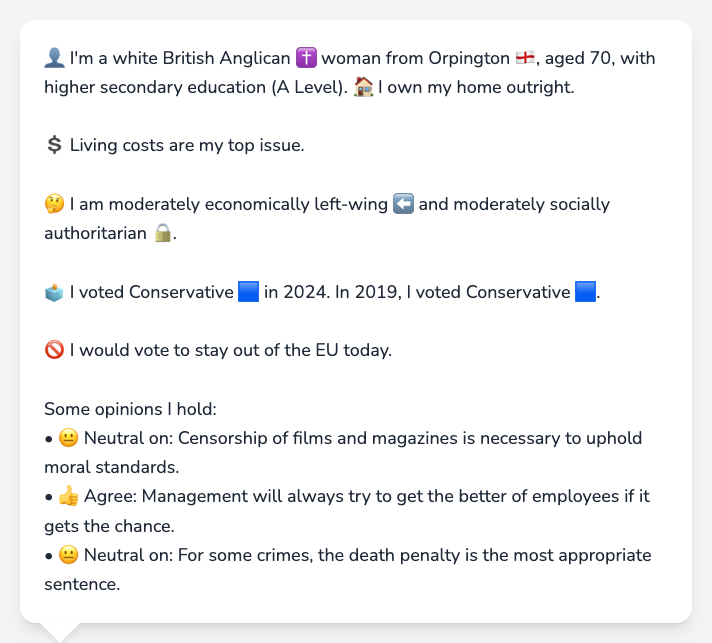 👤 I'm a white British Anglican ✝️ woman from Orpington 🏴󠁧󠁢󠁥󠁮󠁧󠁿, aged 70, with
higher secondary education (A Level). 🏠 I own my home outright.
💲 Living costs are my top issue.
🤔 I am moderately economically left-wing ⬅️ and moderately socially
authoritarian 🔒.
🗳️ I voted Conservative 🟦 in 2024. In 2019, I voted Conservative 🟦.
🚫 I would vote to stay out of the EU today.
Some opinions I hold:
• 😐 Neutral on: Censorship of films and magazines is necessary to uphold
moral standards.
• 👍 Agree: Management will always try to get the better of employees if it
gets the chance.
• 😐 Neutral on: For some crimes, the death penalty is the most appropriate
sentence.